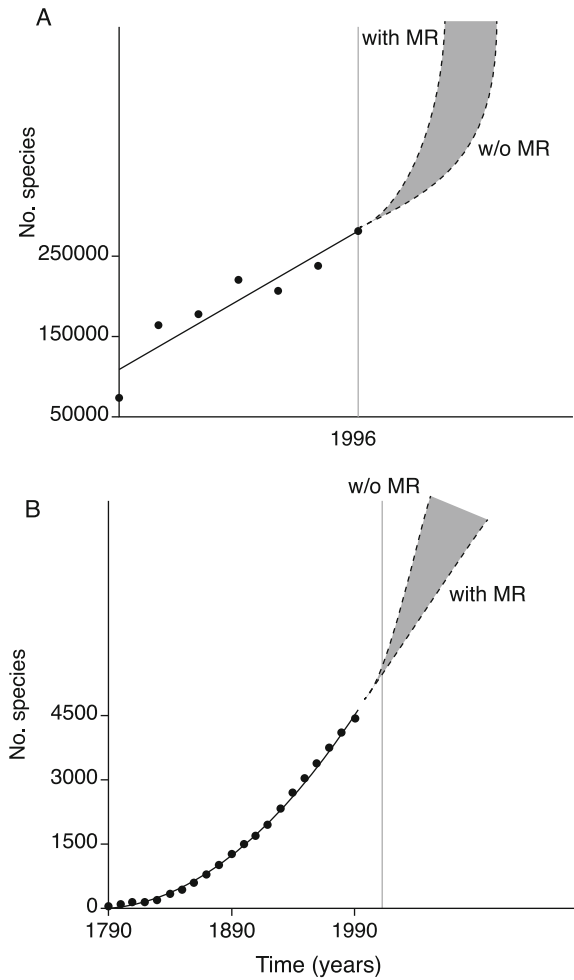 A
with MR
w/o MR
No. species
250000
150000
50000
1996
w/o MR
B
with MR
No. species
4500
3000
1500
0
1790 1890 1990
Time (years)